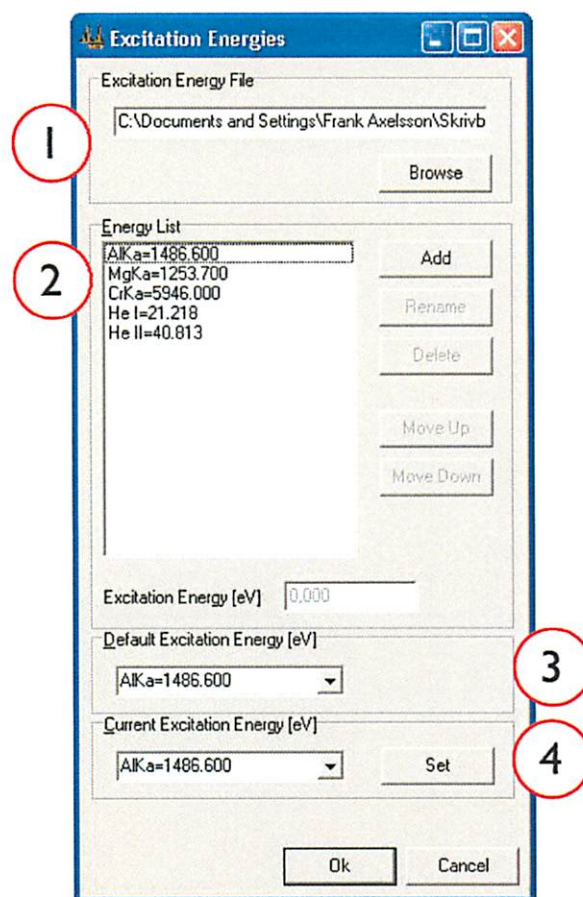 Excitation Energies
Excitation Energy File
1
C:\Documents and Settings\Frank Axelsson\Skrivb
Browse
Energy List
2
AlKa=1486.600
MgKa=1253.700
CrKa=5946.000
He I=21.218
He II=40.813
Add
Rename
Delete
Move Up
Move Down
Excitation Energy [eV]
0,000
Default Excitation Energy [eV]
AlKa=1486.600
3
Current Excitation Energy [eV]
AlKa=1486.600
Set
4
Ok
Cancel